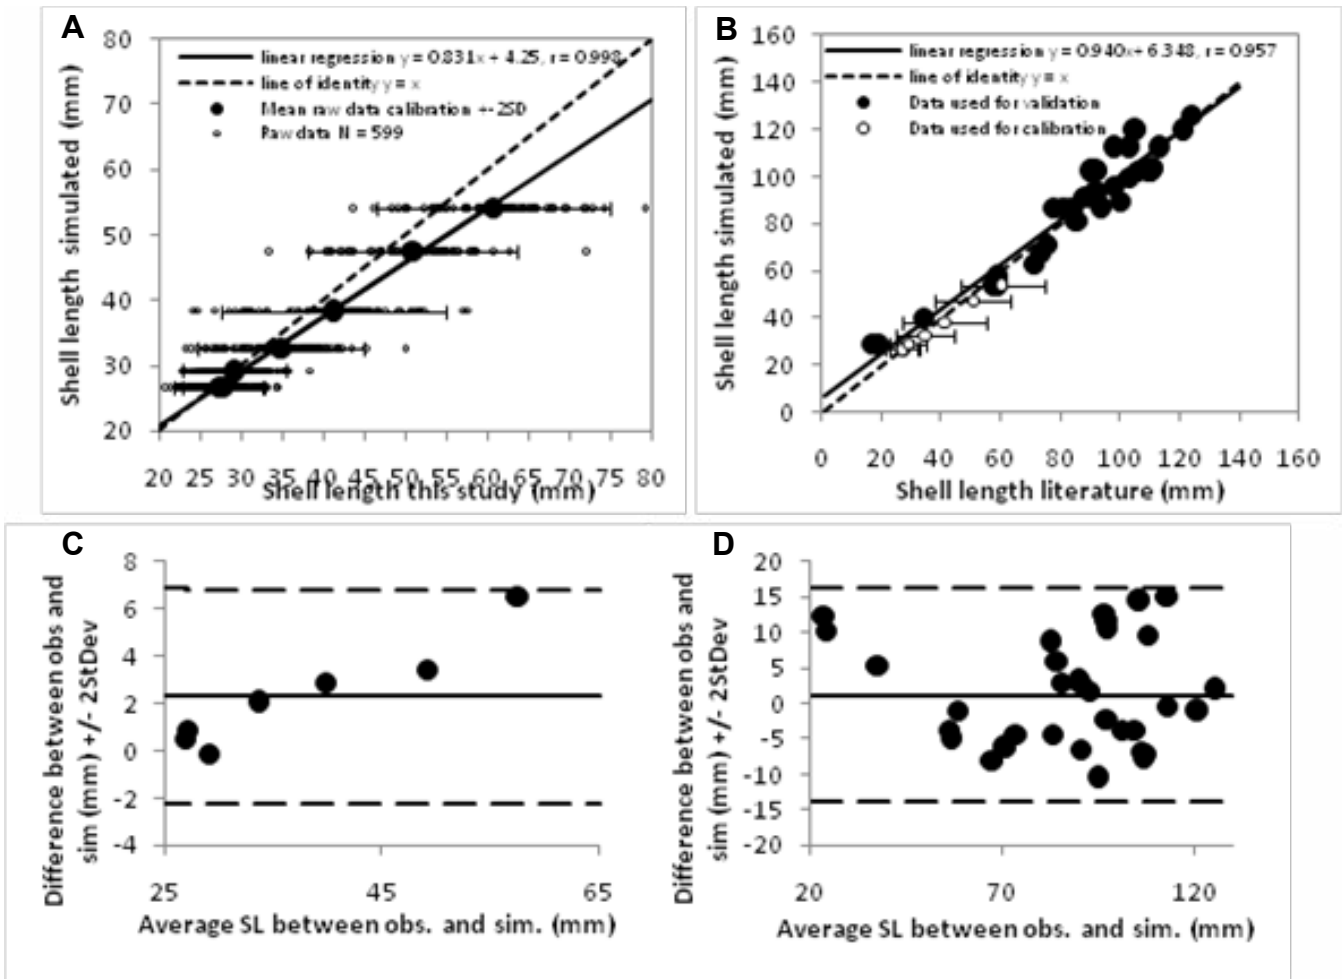 A
80
70
60
50
40
30
20
linear regression y = 0.831x + 4.25, r = 0.998
line of identity y = x
Mean raw data calibration +-2SD
Raw data N = 599
Shell length simulated (mm)
20 25 30 35 40 45 50 55 60 65 70 75 80
Shell length this study (mm)
B
160
140
120
100
80
60
40
20
0
linear regression y = 0.940x+ 6.348, r = 0.957
line of identity y = x
Data used for validation
Data used for calibration
Shell length simulated (mm)
0 20 40 60 80 100 120 140 160
Shell length literature (mm)
C
8
6
4
2
0
-2
-4
Difference between obs and
sim (mm) +/- 2StDev
25 45 65
Average SL between obs. and sim. (mm)
D
20
15
10
5
0
-5
-10
-15
-20
Difference between obs and
sim (mm) +/- 2StDev
20 70 120
Average SL between obs. and sim. (mm)